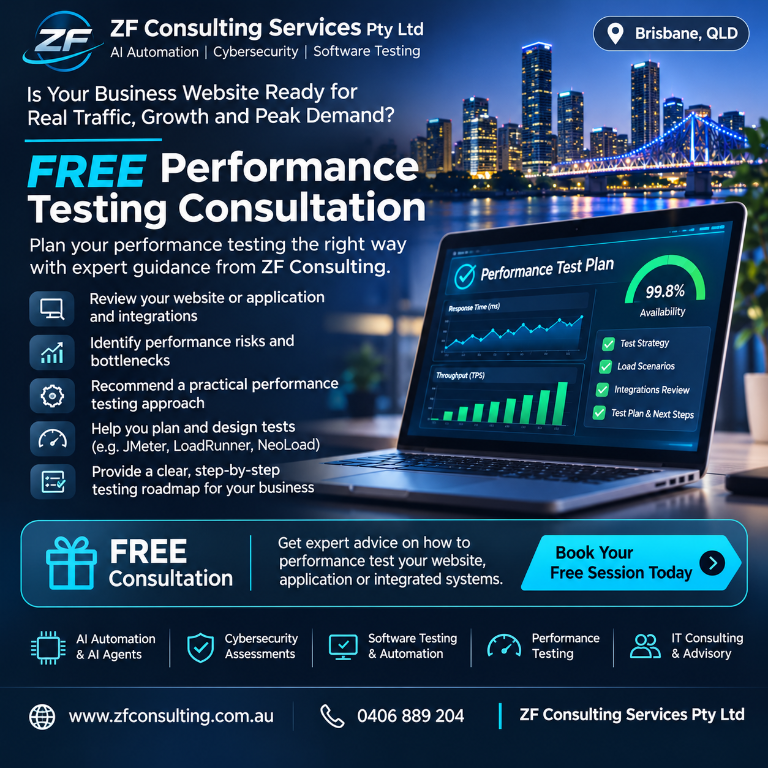 ZF
ZF Consulting Services Pty Ltd
AI Automation | Cybersecurity | Software Testing
Brisbane, QLD
Is Your Business Website Ready for
Real Traffic, Growth and Peak Demand?
FREE Performance
Testing Consultation
Plan your performance testing the right way
with expert guidance from ZF Consulting.
Review your website or application
and integrations
Identify performance risks and
bottlenecks
Recommend a practical performance
testing approach
Help you plan and design tests
(e.g. JMeter, LoadRunner, NeoLoad)
Provide a clear, step-by-step
testing roadmap for your business
Performance Test Plan
Response Time (ms)
99.8%
Availability
Throughput (TPS)
Test Strategy
Load Scenarios
Integrations Review
Test Plan & Next Steps
FREE
Consultation
Get expert advice on how to
performance test your website,
application or integrated systems.
Book Your
Free Session Today
AI Automation
& AI Agents
Cybersecurity
Assessments
Software Testing
& Automation
Performance
Testing
IT Consulting
& Advisory
www.zfconsulting.com.au
0406 889 204
ZF Consulting Services Pty Ltd